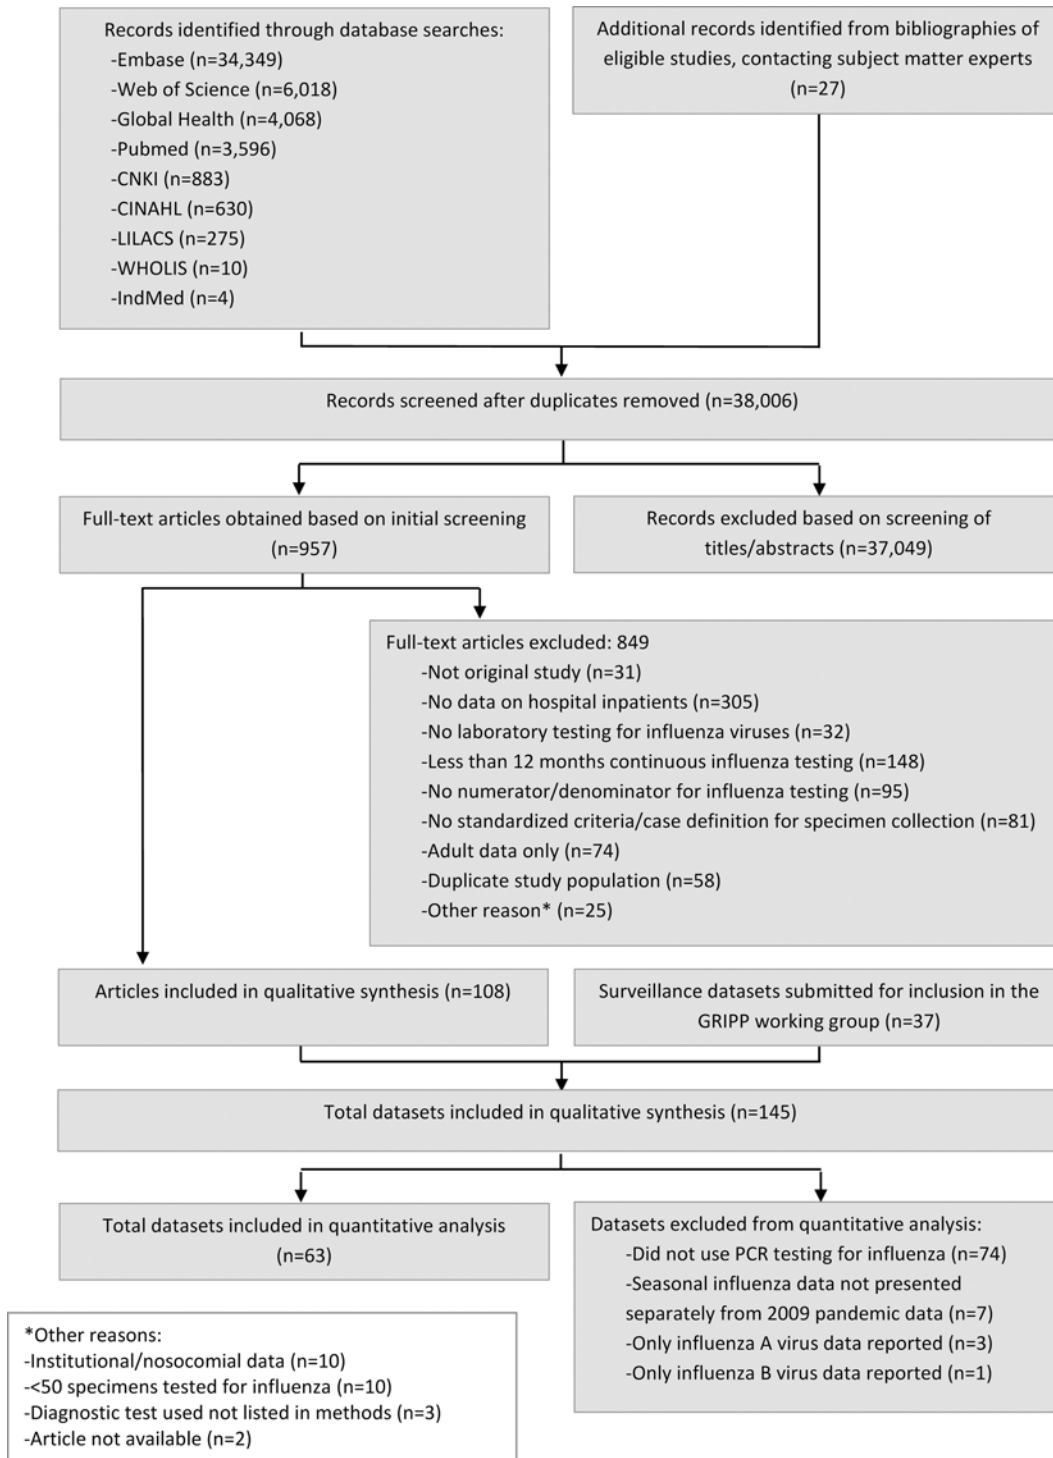 Records identified through database searches:
-Embase (n=34,349)
-Web of Science (n=6,018)
-Global Health (n=4,068)
-Pubmed (n=3,596)
-CNKI (n=883)
-CINAHL (n=630)
-LILACS (n=275)
-WHOLIS (n=10)
-IndMed (n=4)
Additional records identified from bibliographies of
eligible studies, contacting subject matter experts
(n=27)
Records screened after duplicates removed (n=38,006)
Full-text articles obtained based on initial screening
(n=957)
Records excluded based on screening of
titles/abstracts (n=37,049)
Full-text articles excluded: 849
-Not original study (n=31)
-No data on hospital inpatients (n=305)
-No laboratory testing for influenza viruses (n=32)
-Less than 12 months continuous influenza testing (n=148)
-No numerator/denominator for influenza testing (n=95)
-No standardized criteria/case definition for specimen collection (n=81)
-Adult data only (n=74)
-Duplicate study population (n=58)
-Other reason* (n=25)
Articles included in qualitative synthesis (n=108)
Surveillance datasets submitted for inclusion in the
GRIPP working group (n=37)
Total datasets included in qualitative synthesis (n=145)
Total datasets included in quantitative analysis
(n=63)
Datasets excluded from quantitative analysis:
-Did not use PCR testing for influenza (n=74)
-Seasonal influenza data not presented
separately from 2009 pandemic data (n=7)
-Only influenza A virus data reported (n=3)
-Only influenza B virus data reported (n=1)
*Other reasons:
-Institutional/nosocomial data (n=10)
-<50 specimens tested for influenza (n=10)
-Diagnostic test used not listed in methods (n=3)
-Article not available (n=2)